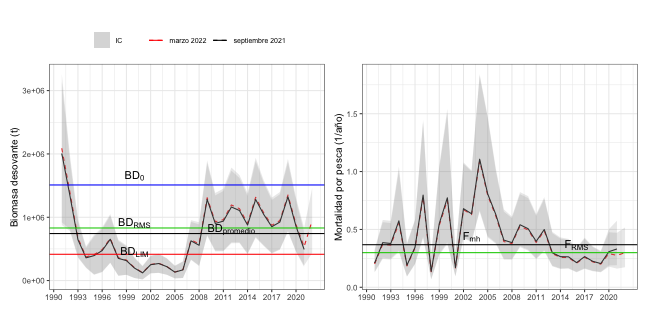 IC marzo 2022 septiembre 2021
Biomasa desovante (t)
3e+06
2e+06
1e+06
0e+00
BD0
BDRMS
BDpromedio
BDLIM
1990 1993 1996 1999 2002 2005 2008 2011 2014 2017 2020
Mortalidad por pesca (1/año)
1.5
1.0
0.5
0.0
Fmh
FRMS
1990 1993 1996 1999 2002 2005 2008 2011 2014 2017 2020